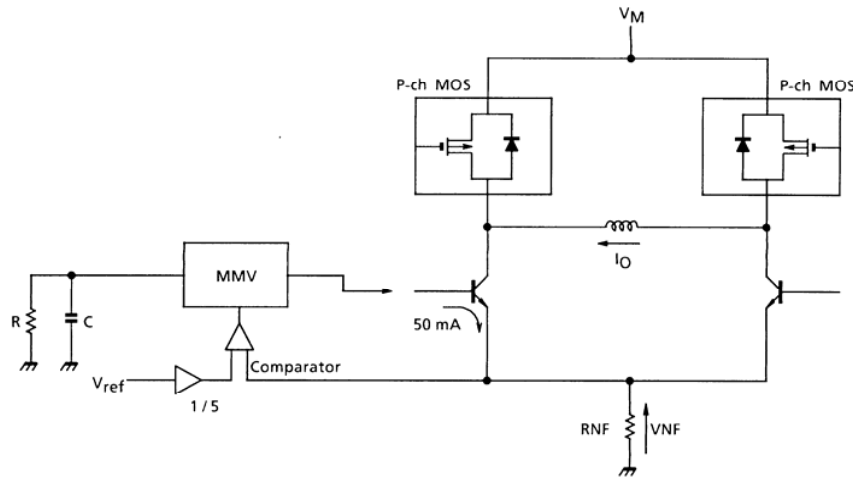 VM
P-ch MOS
P-ch MOS
IO
MMV
R
C
50 mA
Comparator
Vref
1 / 5
RNF
VNF